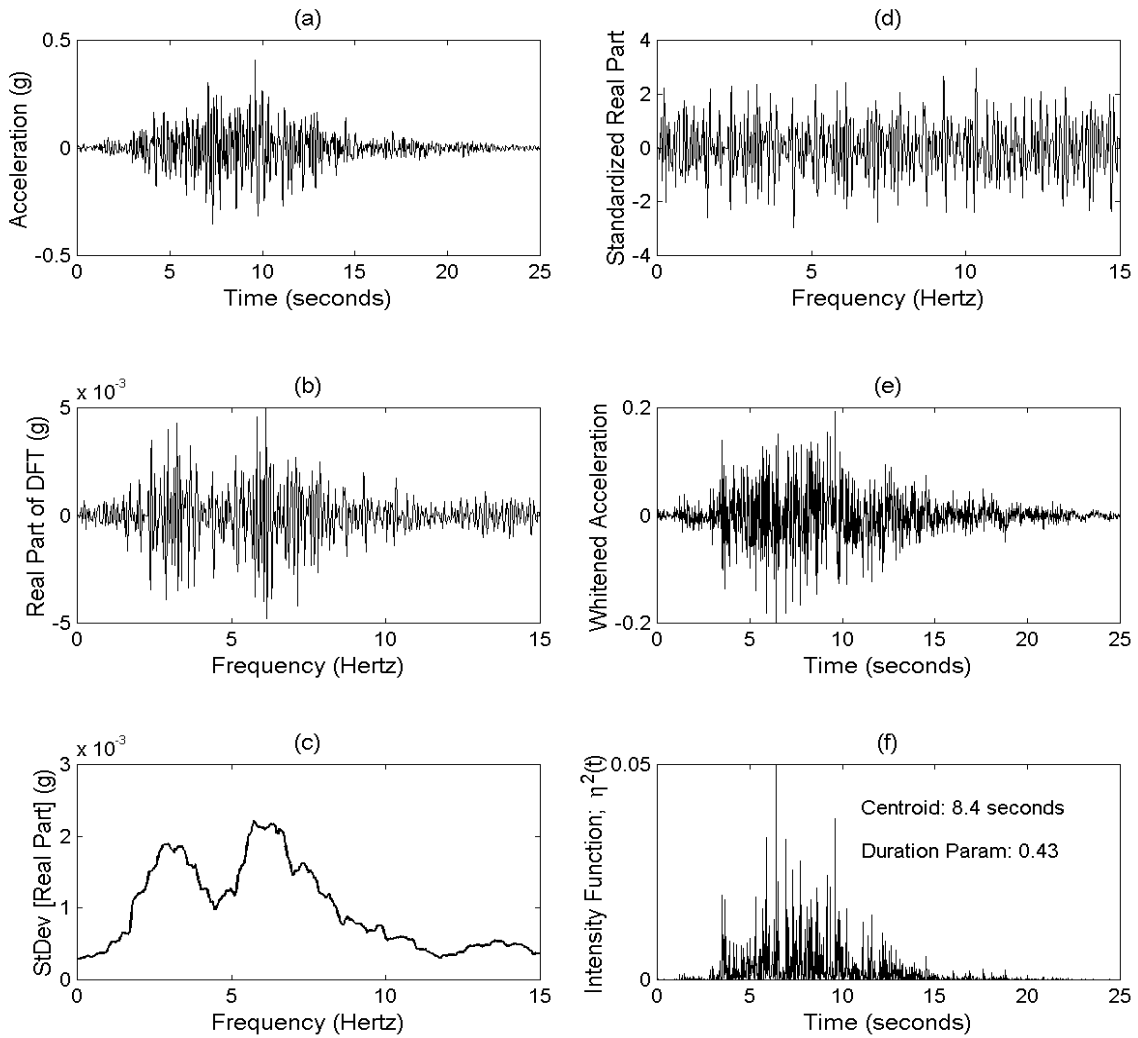 (a)
0.5
0
-0.5
Acceleration (g)
0 5 10 15 20 25
Time (seconds)
(d)
4
2
0
-2
-4
Standardized Real Part
0 5 10 15
Frequency (Hertz)
(b)
x 10^-3
5
0
-5
Real Part of DFT (g)
0 5 10 15
Frequency (Hertz)
(e)
0.2
0
-0.2
Whitened Acceleration
0 5 10 15 20 25
Time (seconds)
(c)
x 10^-3
3
2
1
0
StDev [Real Part] (g)
0 5 10 15
Frequency (Hertz)
(f)
0.05
0
Intensity Function; η²(t)
Centroid: 8.4 seconds
Duration Param: 0.43
0 5 10 15 20 25
Time (seconds)